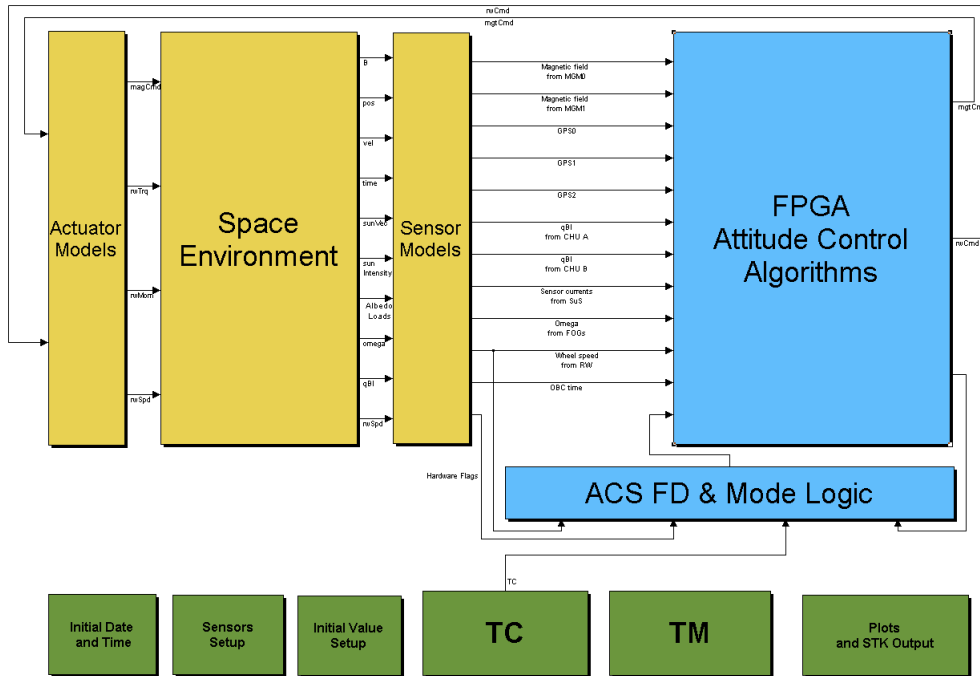 rwCmd
mgtCmd
Actuator
Models
magCmd
rwTrq
rwMom
rwSpd
Space
Environment
B
pos
vel
time
sunVec
sun
Intensity
Albedo
Loads
omega
qBI
rwSpd
Sensor
Models
Magnetic field
from MGM0
Magnetic field
from MGM1
GPS0
GPS1
GPS2
qBI
from CHU A
qBI
from CHU B
Sensor currents
from SuS
Omega
from FOGs
Wheel speed
from RW
OBC time
Hardware Flags
FPGA
Attitude Control
Algorithms
mgtCmd
rwCmd
ACS FD & Mode Logic
TC
Initial Date
and Time
Sensors
Setup
Initial Value
Setup
TC
TM
Plots
and STK Output